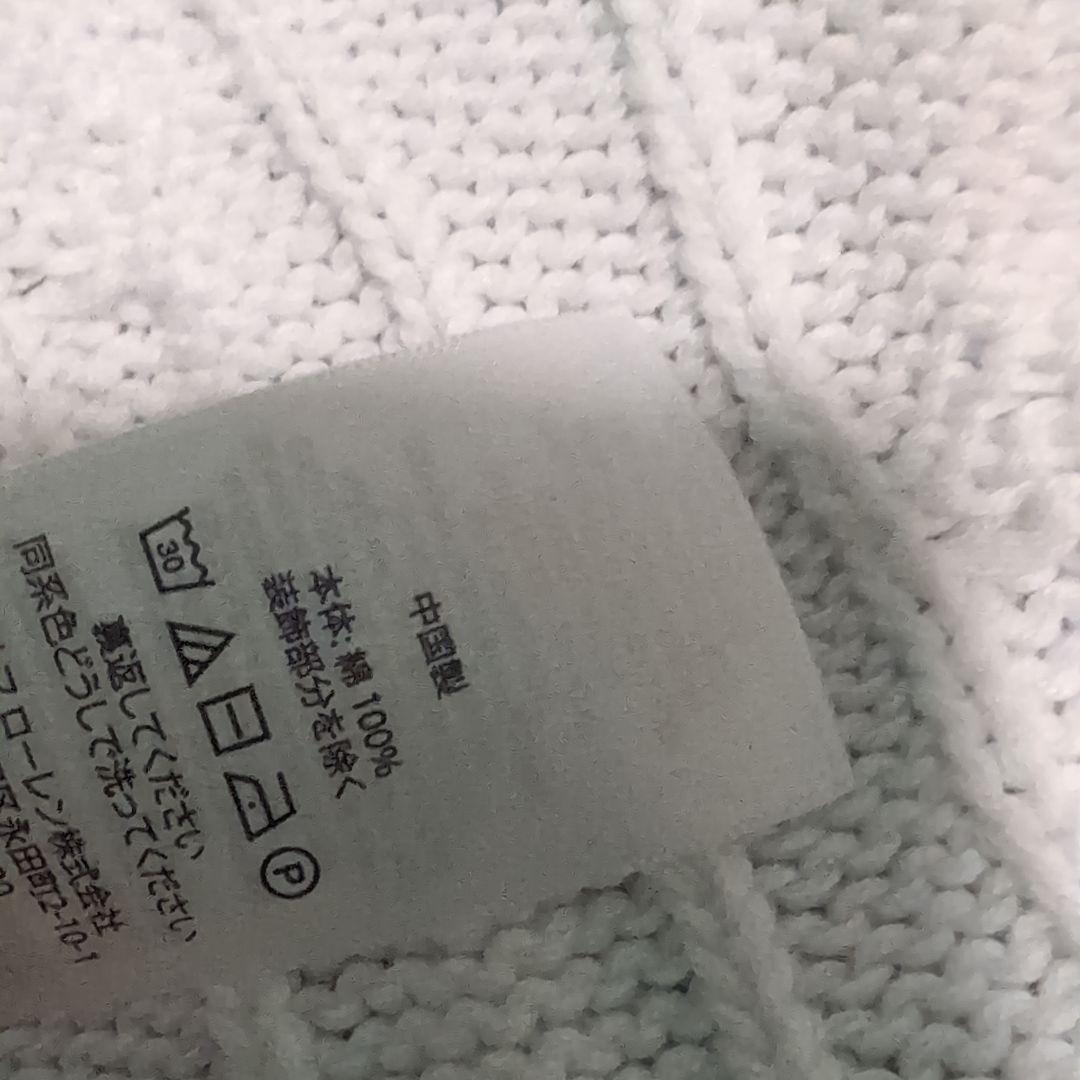 中国製
本体: 綿 100%
装飾部分を除く
30
P
裏返してください
同系色どうしで洗ってください
フローレン株式会社
永田町2-10-1